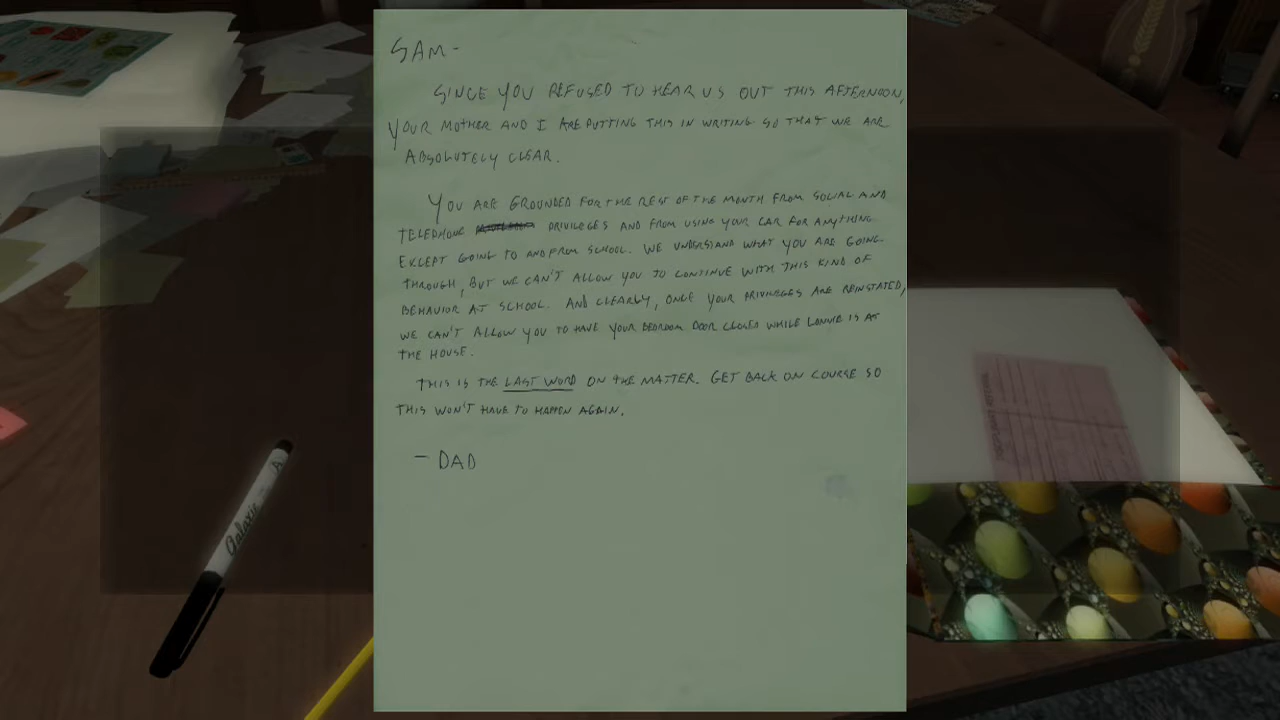 SAM-
SINCE YOU REFUSED TO HEAR US OUT THIS AFTERNOON,
YOUR MOTHER AND I ARE PUTTING THIS IN WRITING SO THAT WE ARE
ABSOLUTELY CLEAR.
YOU ARE GROUNDED FOR THE REST OF THE MONTH FROM SOCIAL AND
TELEPHONE PRIVILEGES AND FROM USING YOUR CAR FOR ANYTHING
EXCEPT GOING TO AND FROM SCHOOL. WE UNDERSTAND WHAT YOU ARE GOING
THROUGH, BUT WE CAN'T ALLOW YOU TO CONTINUE WITH THIS KIND OF
BEHAVIOR AT SCHOOL. AND CLEARLY, ONCE YOUR PRIVILEGES ARE REINSTATED,
WE CAN'T ALLOW YOU TO HAVE YOUR BEDROOM DOOR CLOSED WHILE LONNIE IS AT
THE HOUSE.
THIS IS THE LAST WORD ON THE MATTER. GET BACK ON COURSE SO
THIS WON'T HAVE TO HAPPEN AGAIN.
- DAD
Galaxie A